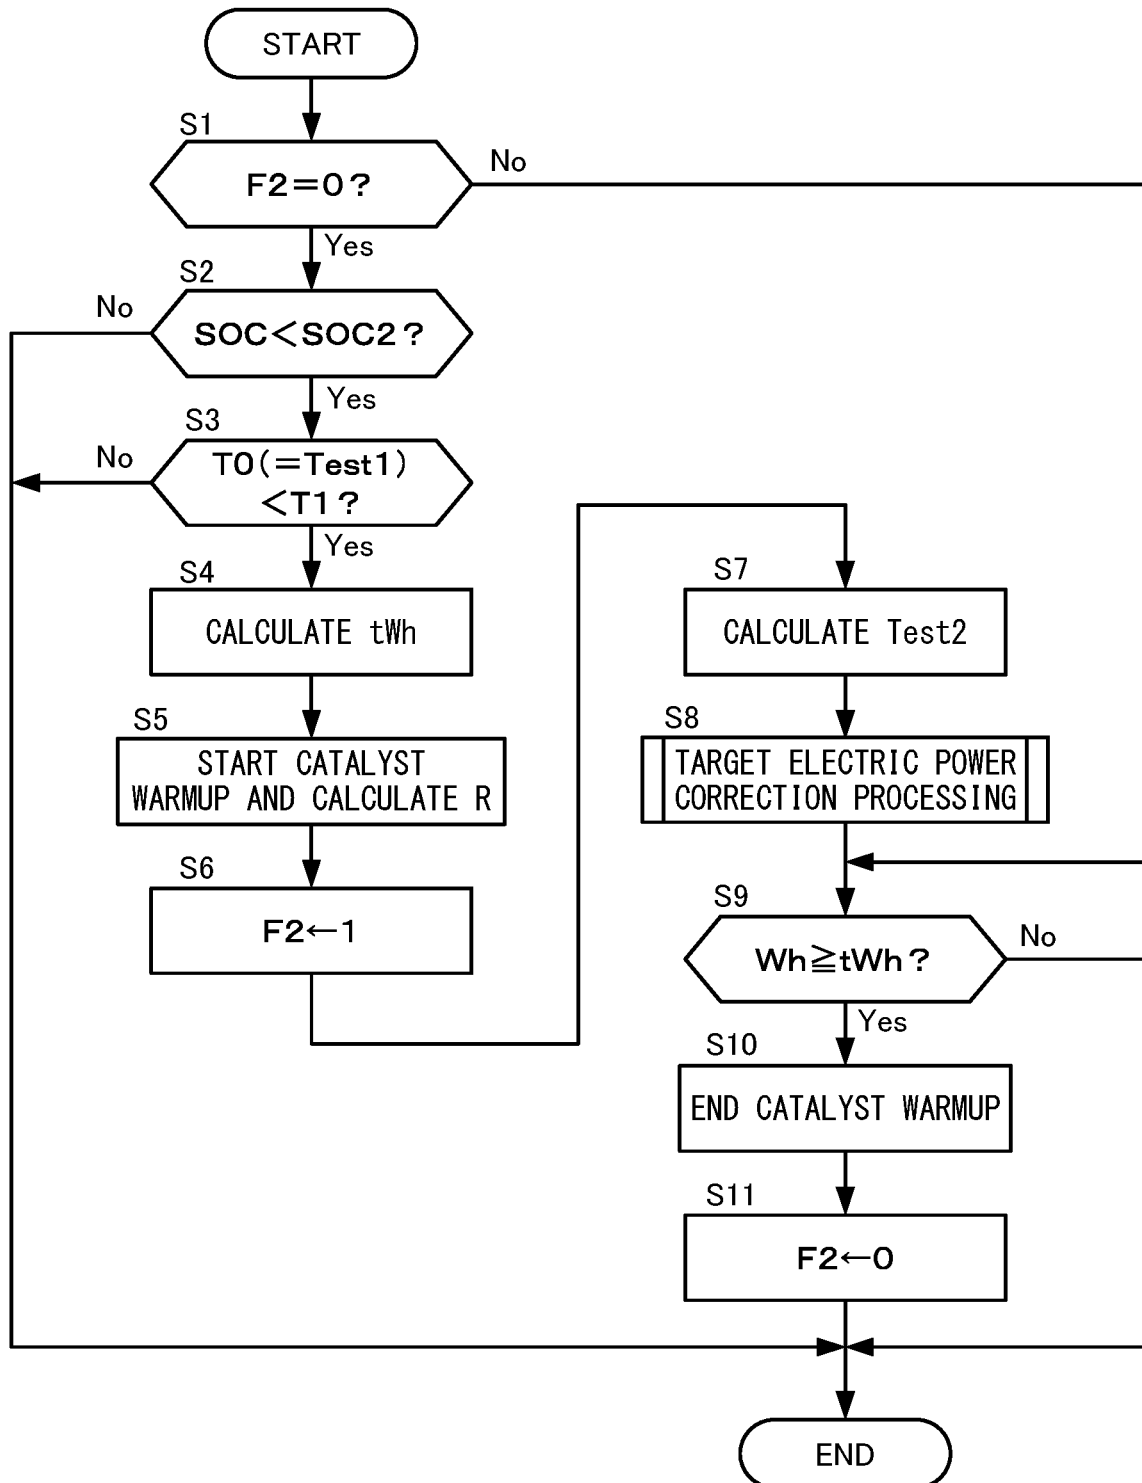 START
S1
F2=0?
No
Yes
S2
SOC<SOC2?
No
Yes
S3
T0(=Test1)
<T1?
No
Yes
S4
CALCULATE tWh
S5
START CATALYST
WARMUP AND CALCULATE R
S6
F2←1
S7
CALCULATE Test2
S8
TARGET ELECTRIC POWER
CORRECTION PROCESSING
S9
Wh≧tWh?
No
Yes
S10
END CATALYST WARMUP
S11
F2←0
END